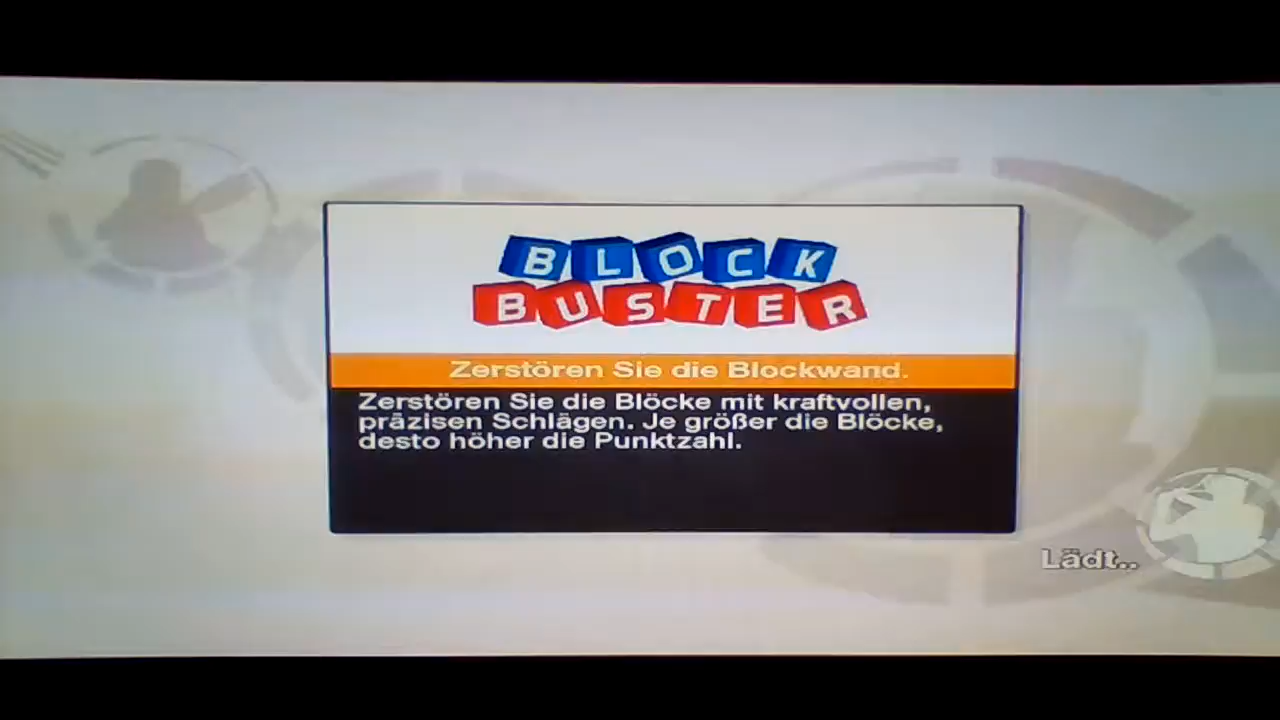 BLOCK
BUSTER
Zerstören Sie die Blockwand.
Zerstören Sie die Blöcke mit kraftvollen,
präzisen Schlägen. Je größer die Blöcke,
desto höher die Punktzahl.
Lädt..